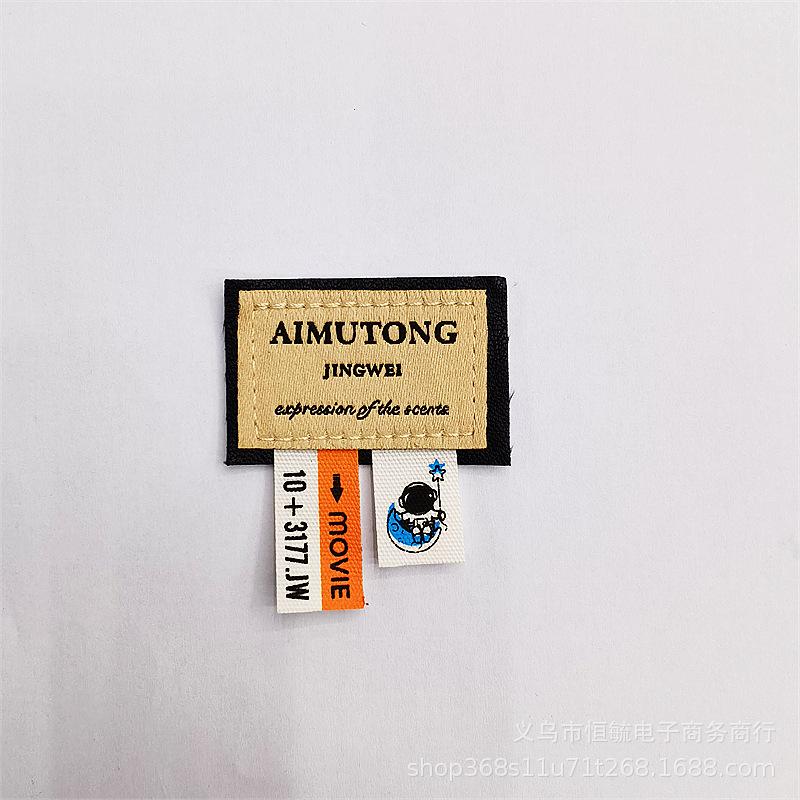 AIMUTONG
JINGWEI
expression of the scents
10+3177.JW
MOVIE
义乌市恒毓电子商务商行
shop368s11u71t268.1688.com